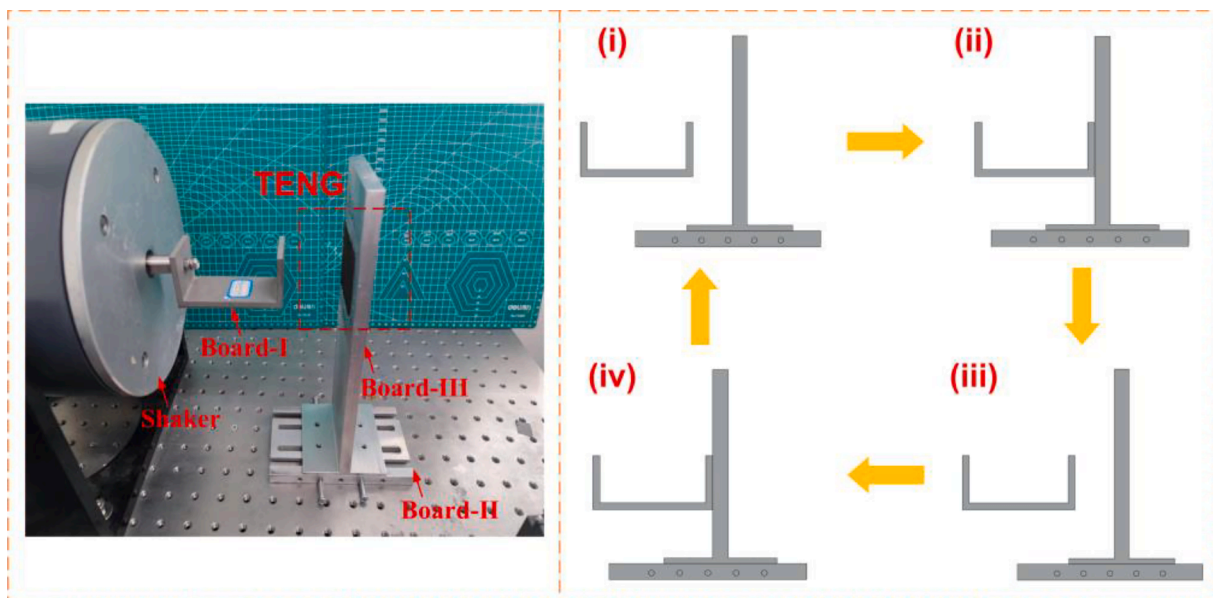 (i)
(ii)
TENG
Board-I
Board-III
Shaker
Board-II
(iv)
(iii)